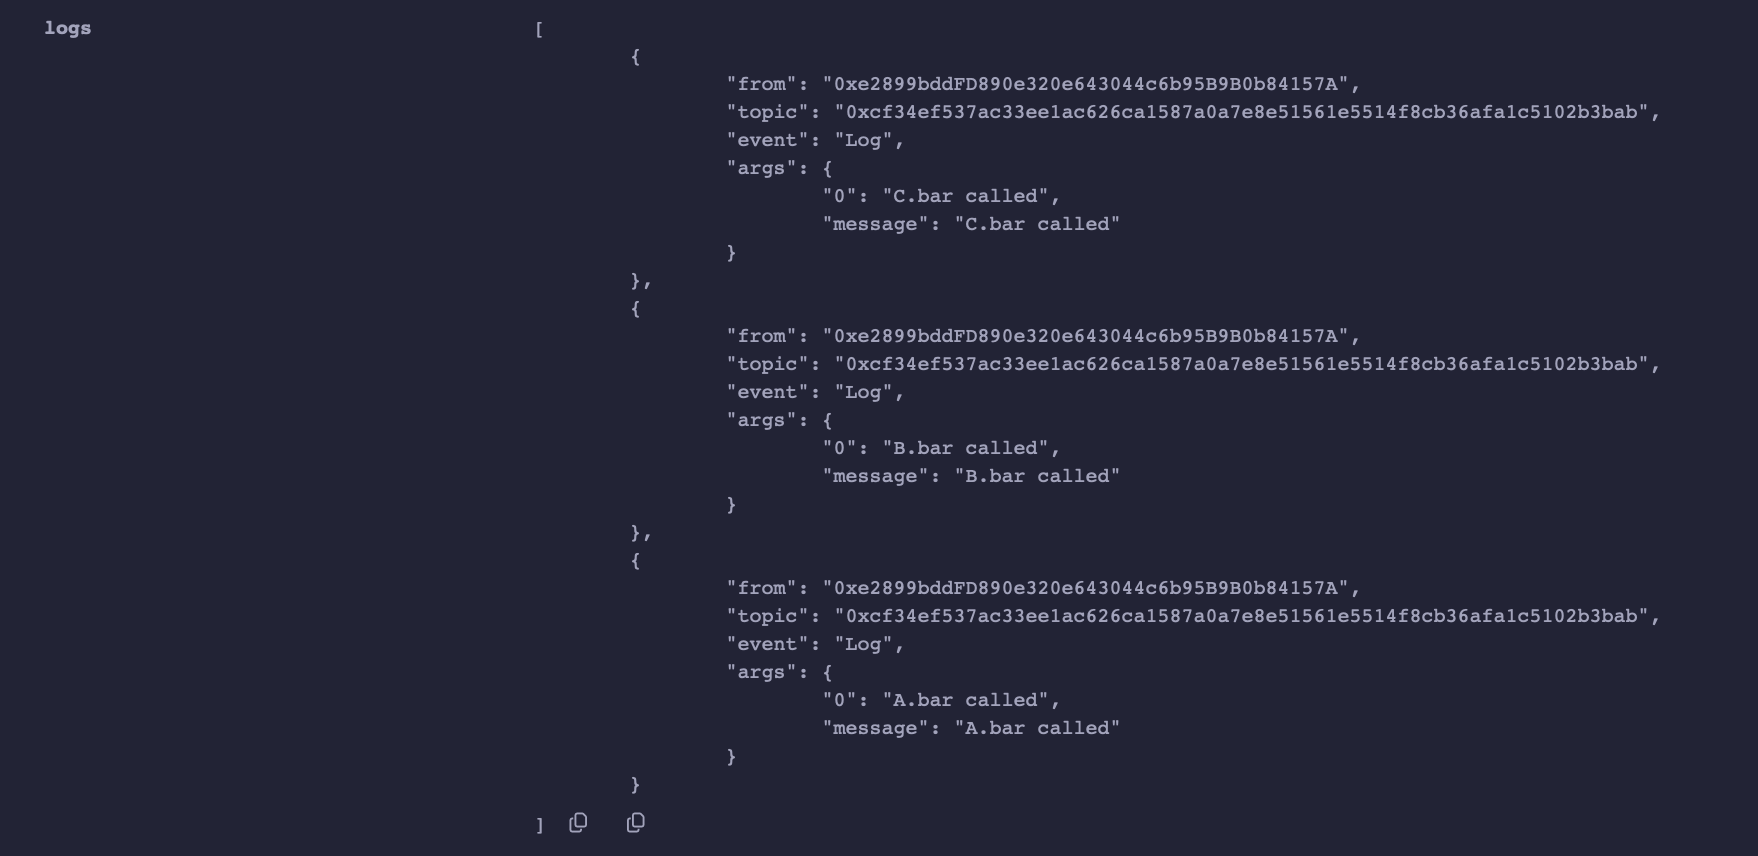 logs [
{
"from": "0xe2899bddFD890e320e643044c6b95B9B0b84157A",
"topic": "0xcf34ef537ac33ee1ac626ca1587a0a7e8e51561e5514f8cb36afa1c5102b3bab",
"event": "Log",
"args": {
"0": "C.bar called",
"message": "C.bar called"
}
},
{
"from": "0xe2899bddFD890e320e643044c6b95B9B0b84157A",
"topic": "0xcf34ef537ac33ee1ac626ca1587a0a7e8e51561e5514f8cb36afa1c5102b3bab",
"event": "Log",
"args": {
"0": "B.bar called",
"message": "B.bar called"
}
},
{
"from": "0xe2899bddFD890e320e643044c6b95B9B0b84157A",
"topic": "0xcf34ef537ac33ee1ac626ca1587a0a7e8e51561e5514f8cb36afa1c5102b3bab",
"event": "Log",
"args": {
"0": "A.bar called",
"message": "A.bar called"
}
}
]